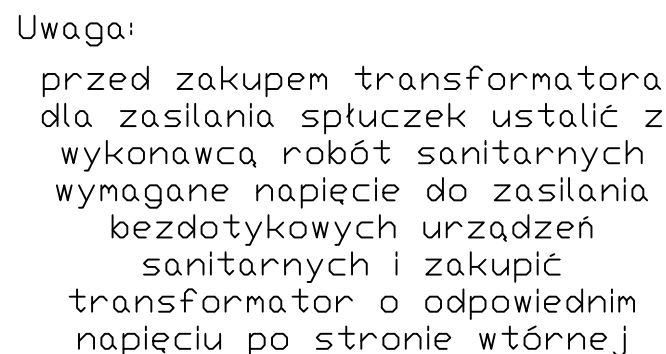 Uwaga:
przed zakupem transformatora
dla zasilania spłuczek ustalić z
wykonawcą robót sanitarnych
wymagane napięcie do zasilania
bezdotykowych urządzeń
sanitarnych i zakupić
transformator o odpowiednim
napięciu po stronie wtórnej